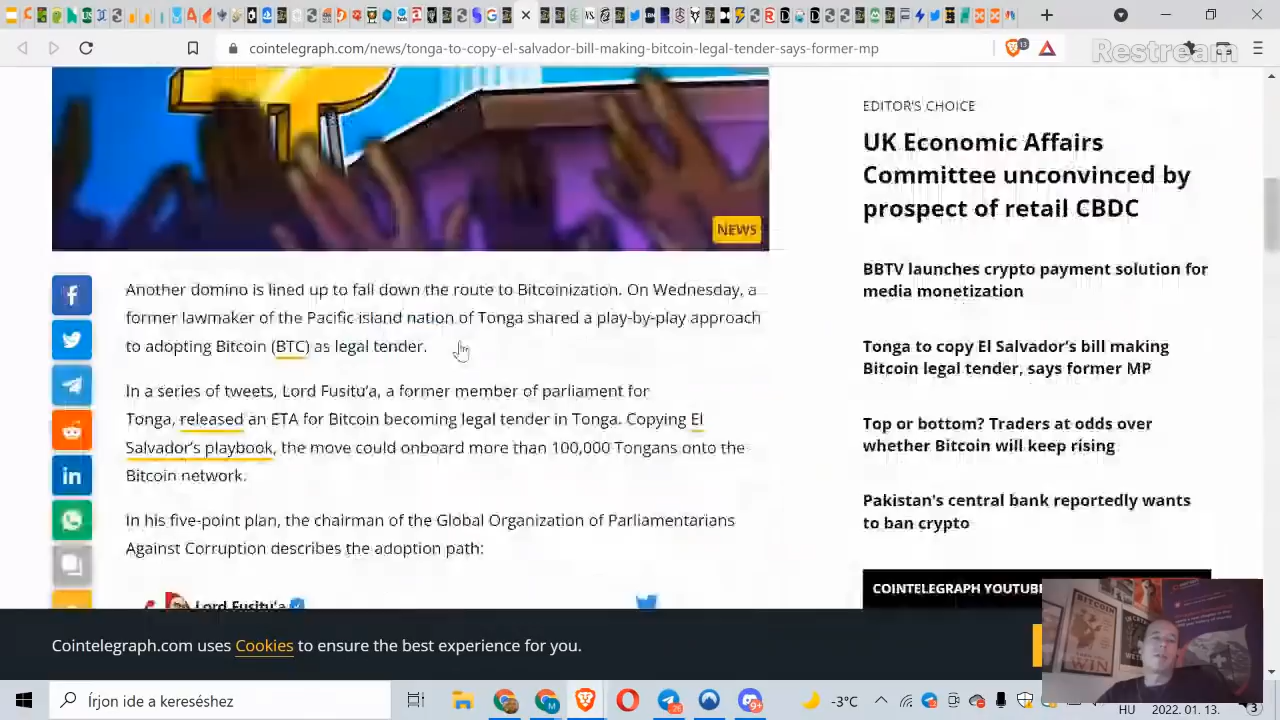 cointelegraph.com/news/tonga-to-copy-el-salvador-bill-making-bitcoin-legal-tender-says-former-mp
13
Restream
NEWS
Another domino is lined up to fall down the route to Bitcoinization. On Wednesday, a
former lawmaker of the Pacific island nation of Tonga shared a play-by-play approach
to adopting Bitcoin (BTC) as legal tender.
In a series of tweets, Lord Fusitu'a, a former member of parliament for
Tonga, released an ETA for Bitcoin becoming legal tender in Tonga. Copying El
Salvador's playbook, the move could onboard more than 100,000 Tongans onto the
Bitcoin network.
In his five-point plan, the chairman of the Global Organization of Parliamentarians
Against Corruption describes the adoption path:
Lord Fusitu'a
EDITOR'S CHOICE
UK Economic Affairs
Committee unconvinced by
prospect of retail CBDC
BBTV launches crypto payment solution for
media monetization
Tonga to copy El Salvador's bill making
Bitcoin legal tender, says former MP
Top or bottom? Traders at odds over
whether Bitcoin will keep rising
Pakistan's central bank reportedly wants
to ban crypto
COINTELEGRAPH YOUTUBE
Cointelegraph.com uses Cookies to ensure the best experience for you.
BITCOIN
WIN
Írjon ide a kereséshez
9+
-3°C
HU
2022. 01. 13.
3